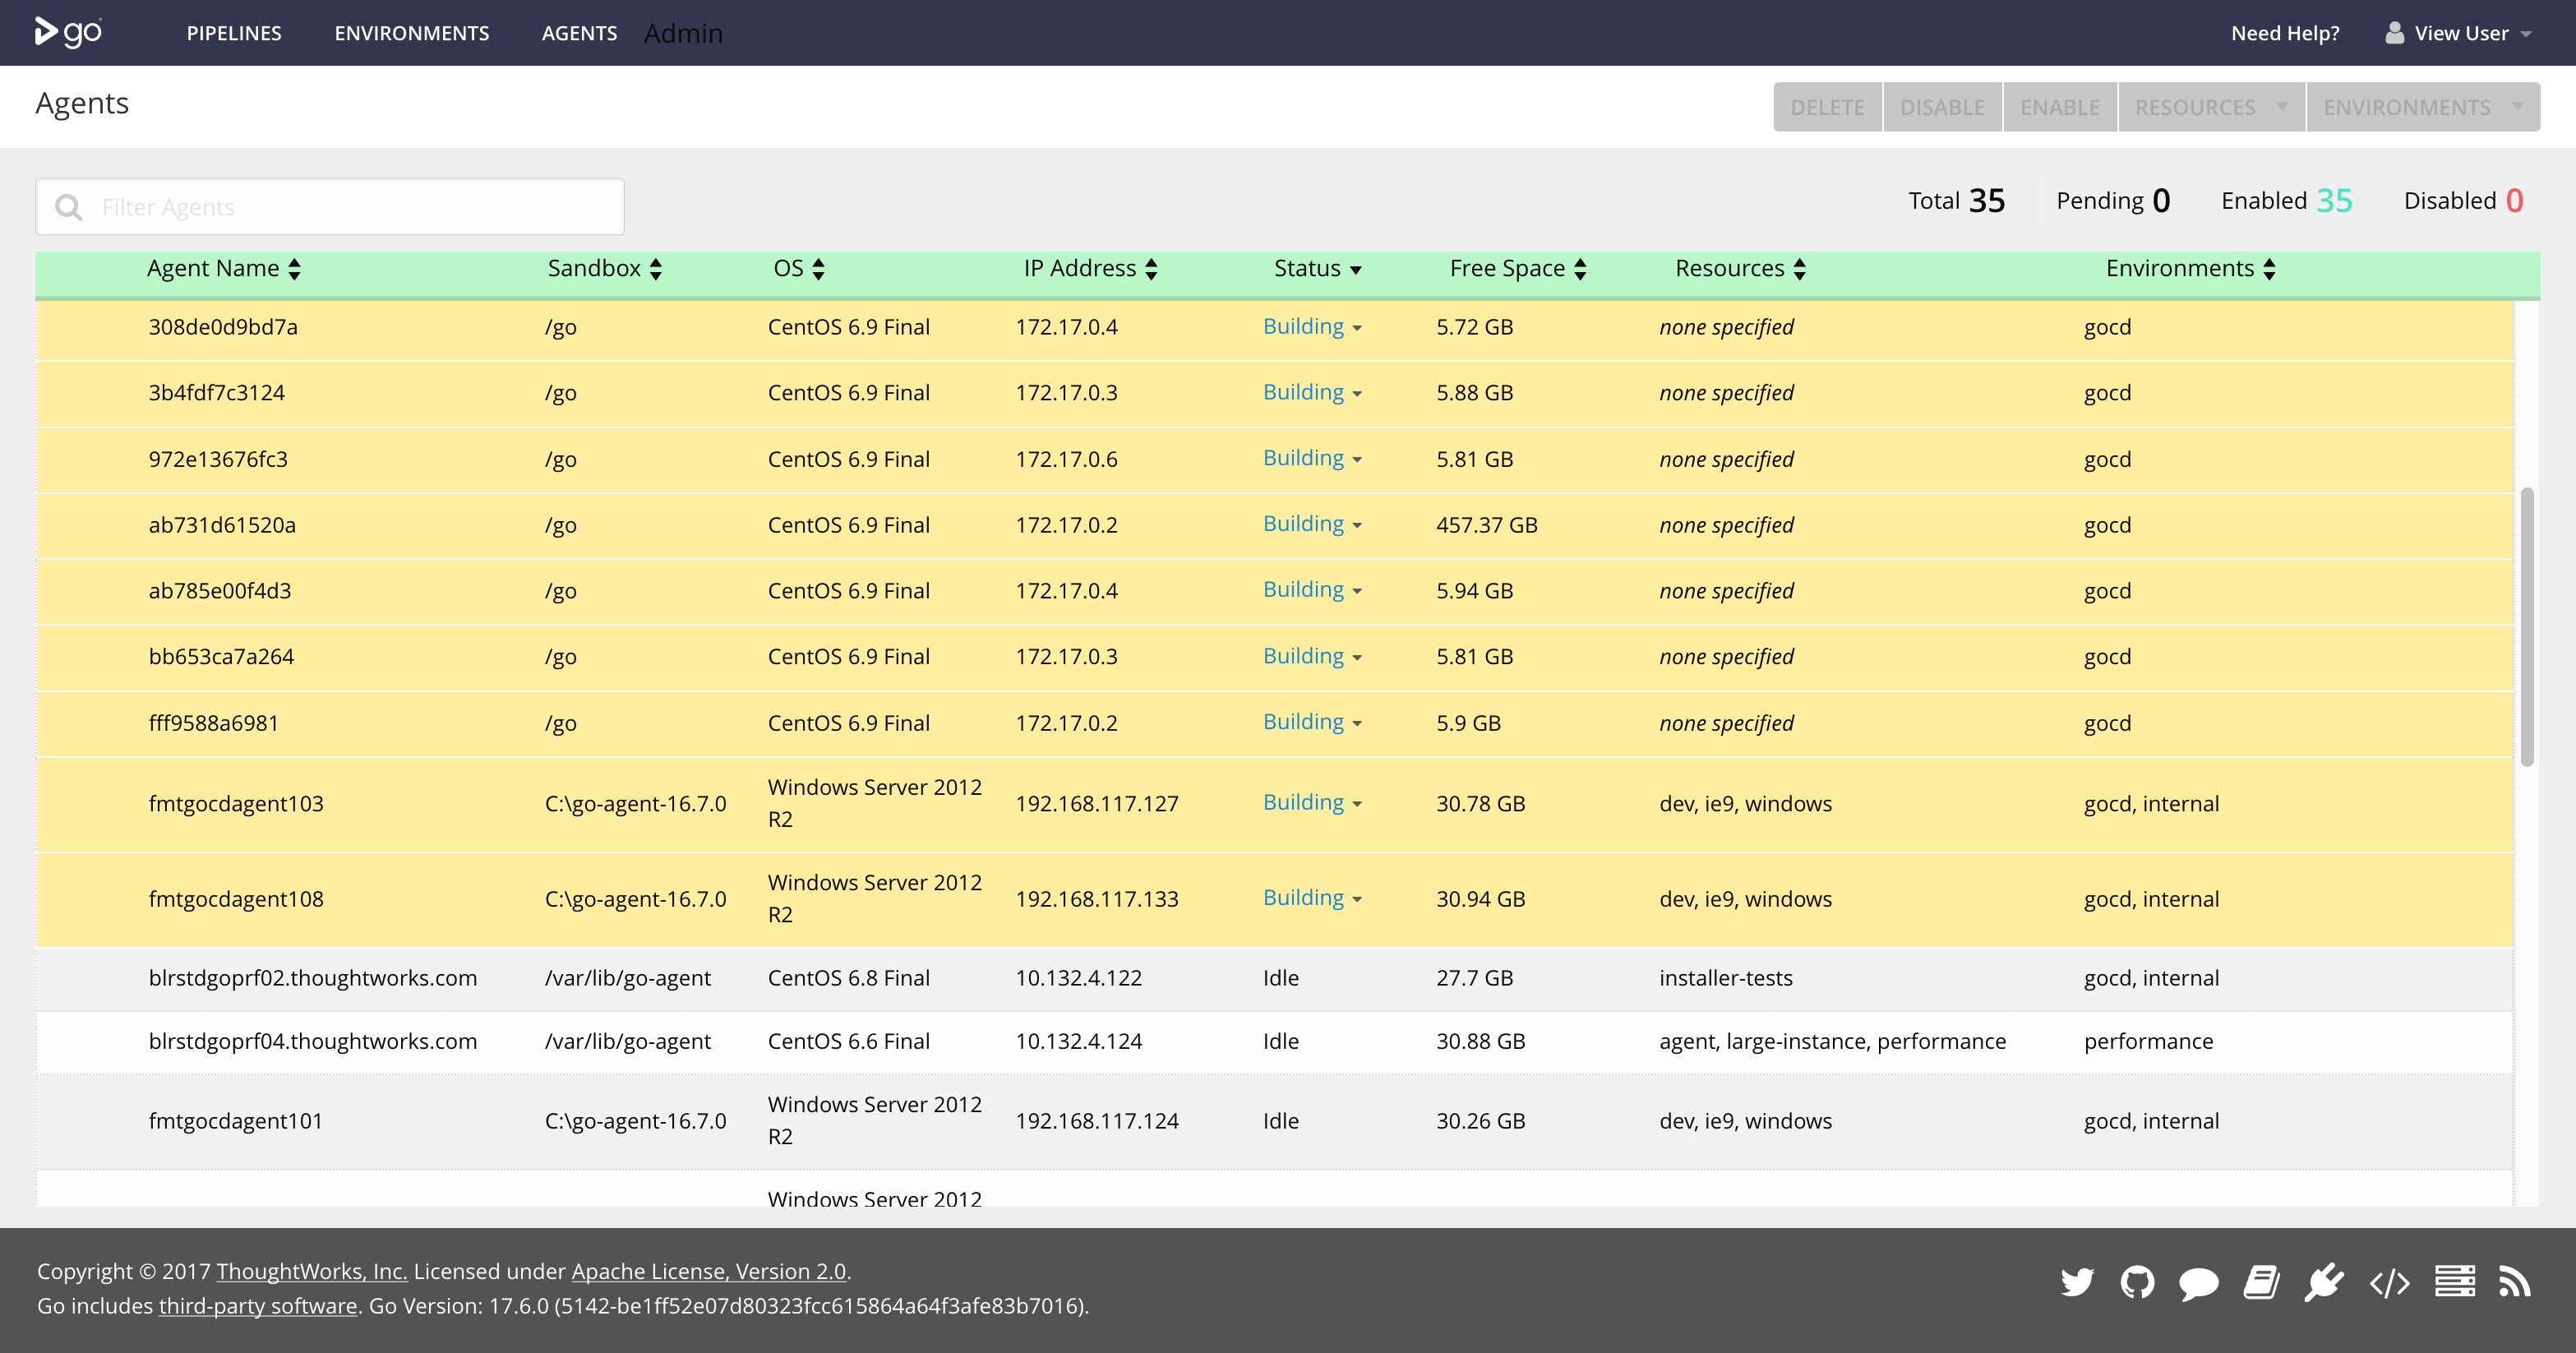 go PIPELINES ENVIRONMENTS AGENTS Admin Need Help? View User
Agents DELETE DISABLE ENABLE RESOURCES ENVIRONMENTS
Filter Agents Total 35 Pending 0 Enabled 35 Disabled 0
Agent Name Sandbox OS IP Address Status Free Space Resources Environments
308de0d9bd7a /go CentOS 6.9 Final 172.17.0.4 Building 5.72 GB none specified gocd
3b4fdf7c3124 /go CentOS 6.9 Final 172.17.0.3 Building 5.88 GB none specified gocd
972e13676fc3 /go CentOS 6.9 Final 172.17.0.6 Building 5.81 GB none specified gocd
ab731d61520a /go CentOS 6.9 Final 172.17.0.2 Building 457.37 GB none specified gocd
ab785e00f4d3 /go CentOS 6.9 Final 172.17.0.4 Building 5.94 GB none specified gocd
bb653ca7a264 /go CentOS 6.9 Final 172.17.0.3 Building 5.81 GB none specified gocd
fff9588a6981 /go CentOS 6.9 Final 172.17.0.2 Building 5.9 GB none specified gocd
fmtgocdagent103 C:\go-agent-16.7.0 Windows Server 2012 R2 192.168.117.127 Building 30.78 GB dev, ie9, windows gocd, internal
fmtgocdagent108 C:\go-agent-16.7.0 Windows Server 2012 R2 192.168.117.133 Building 30.94 GB dev, ie9, windows gocd, internal
blrstdgoprf02.thoughtworks.com /var/lib/go-agent CentOS 6.8 Final 10.132.4.122 Idle 27.7 GB installer-tests gocd, internal
blrstdgoprf04.thoughtworks.com /var/lib/go-agent CentOS 6.6 Final 10.132.4.124 Idle 30.88 GB agent, large-instance, performance performance
fmtgocdagent101 C:\go-agent-16.7.0 Windows Server 2012 R2 192.168.117.124 Idle 30.26 GB dev, ie9, windows gocd, internal
Windows Server 2012
Copyright © 2017 ThoughtWorks, Inc. Licensed under Apache License, Version 2.0.
Go includes third-party software. Go Version: 17.6.0 (5142-be1ff52e07d80323fcc615864a64f3afe83b7016).